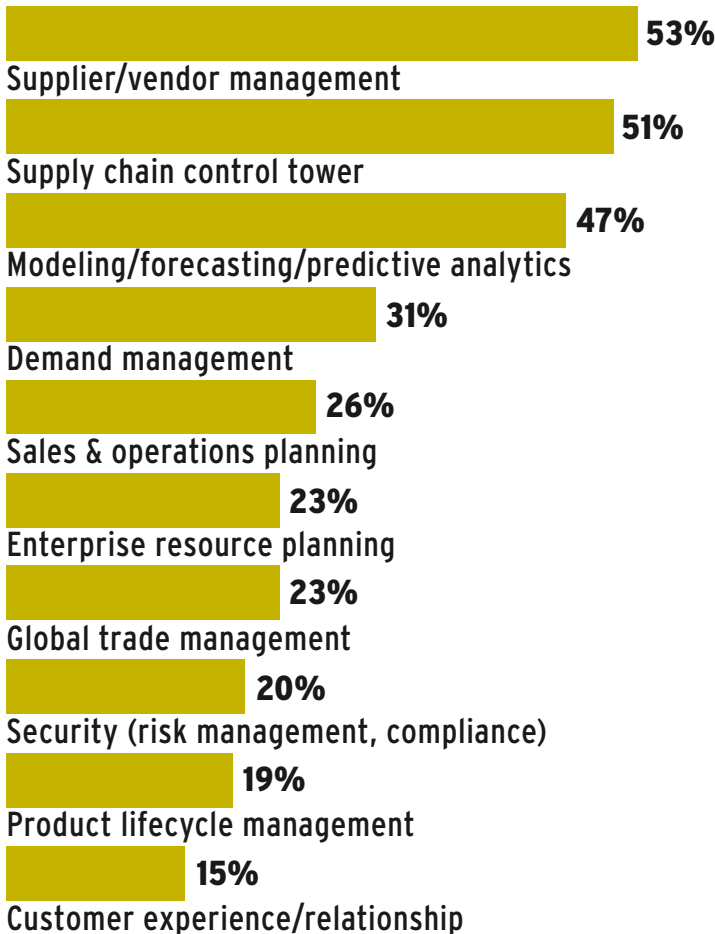 53%
Supplier/vendor management
51%
Supply chain control tower
47%
Modeling/forecasting/predictive analytics
31%
Demand management
26%
Sales & operations planning
23%
Enterprise resource planning
23%
Global trade management
20%
Security (risk management, compliance)
19%
Product lifecycle management
15%
Customer experience/relationship